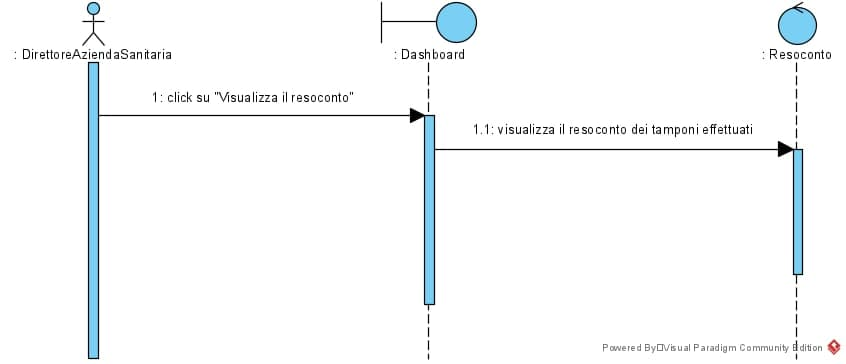 : DirettoreAziendaSanitaria
: Dashboard
: Resoconto
1: click su "Visualizza il resoconto"
1.1: visualizza il resoconto dei tamponi effettuati
Powered By Visual Paradigm Community Edition